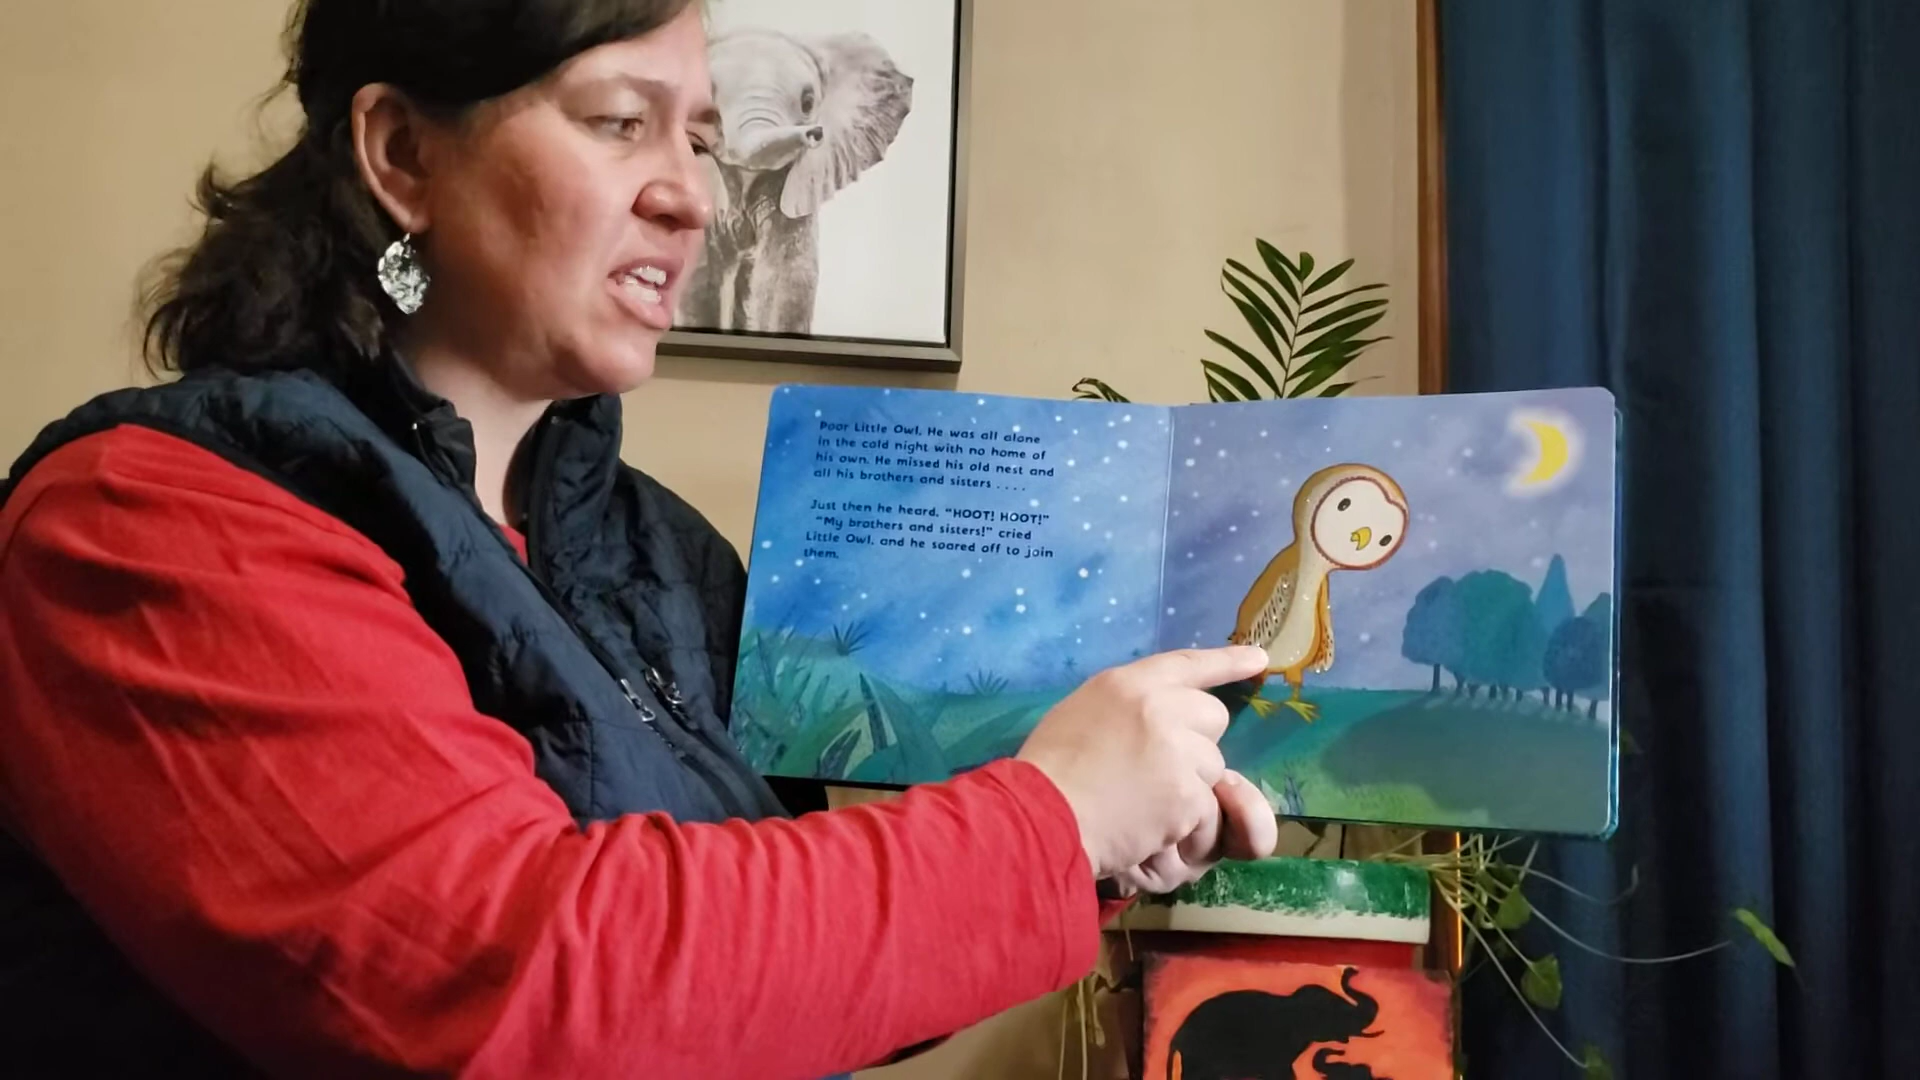 Poor Little Owl. He was all alone
in the cold night with no home of
his own. He missed his old nest and
all his brothers and sisters . . . .
Just then he heard, “HOOT! HOOT!”
“My brothers and sisters!” cried
Little Owl, and he soared off to join
them.